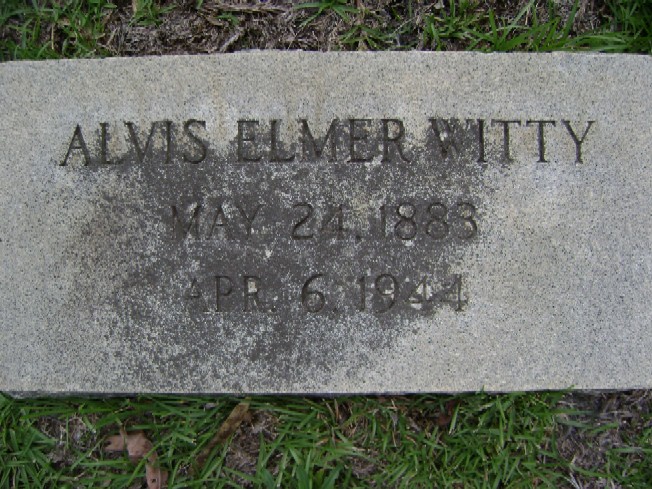 ALVIS ELMER WITTY
MAY 24, 1883
APR. 6, 1944